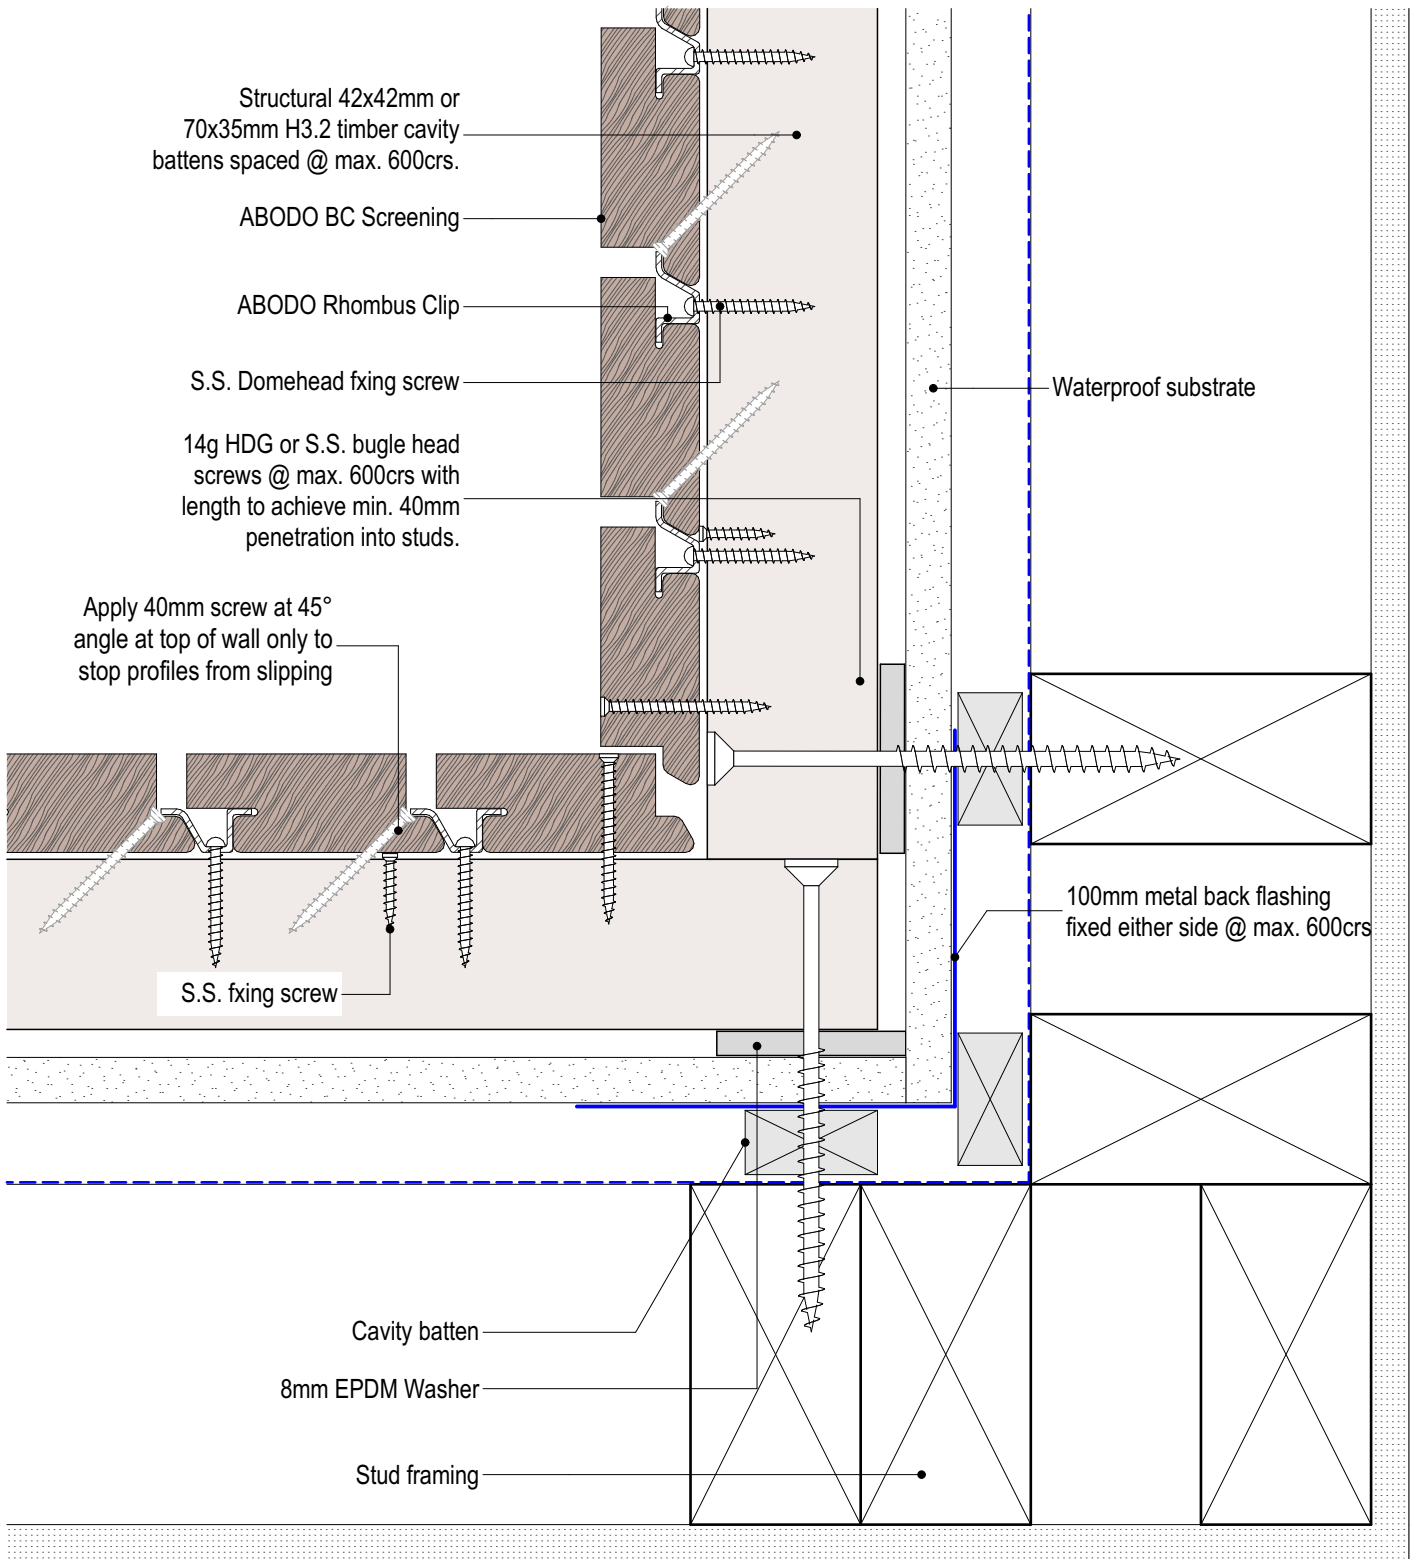 Structural 42x42mm or
70x35mm H3.2 timber cavity
battens spaced @ max. 600crs.
ABODO BC Screening
ABODO Rhombus Clip
S.S. Domehead fxing screw
14g HDG or S.S. bugle head
screws @ max. 600crs with
length to achieve min. 40mm
penetration into studs.
Waterproof substrate
Apply 40mm screw at 45°
angle at top of wall only to
stop profiles from slipping
100mm metal back flashing
fixed either side @ max. 600crs
S.S. fxing screw
Cavity batten
8mm EPDM Washer
Stud framing